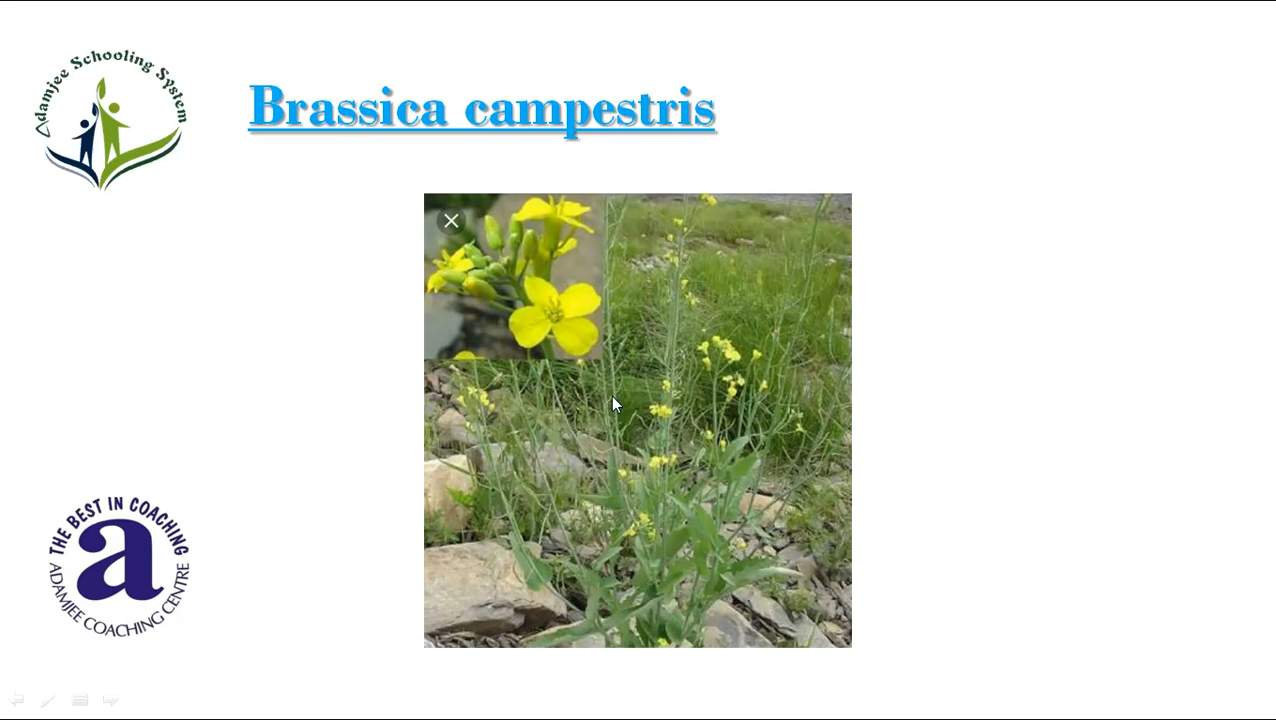 Adamjee Schooling System
Brassica campestris
THE BEST IN COACHING
a
ADAMJEE COACHING CENTRE